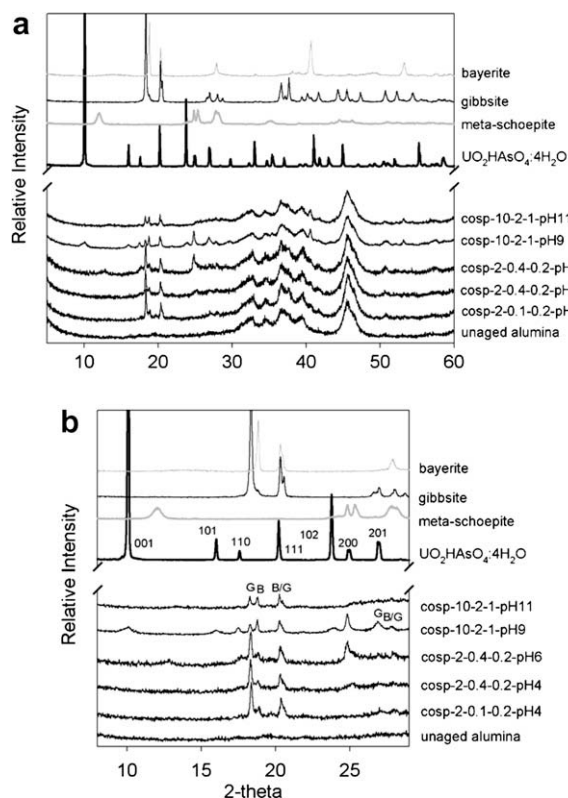 a
Relative Intensity
bayerite
gibbsite
meta-schoepite
UO2HAsO4:4H2O
cosp-10-2-1-pH11
cosp-10-2-1-pH9
cosp-2-0.4-0.2-pH
cosp-2-0.4-0.2-pH
cosp-2-0.1-0.2-pH
unaged alumina
10 20 30 40 50 60
b
Relative Intensity
bayerite
gibbsite
meta-schoepite
UO2HAsO4:4H2O
001 101 110 111 102 200 201
G B B/G G B/G
cosp-10-2-1-pH11
cosp-10-2-1-pH9
cosp-2-0.4-0.2-pH6
cosp-2-0.4-0.2-pH4
cosp-2-0.1-0.2-pH4
unaged alumina
10 15 20 25
2-theta